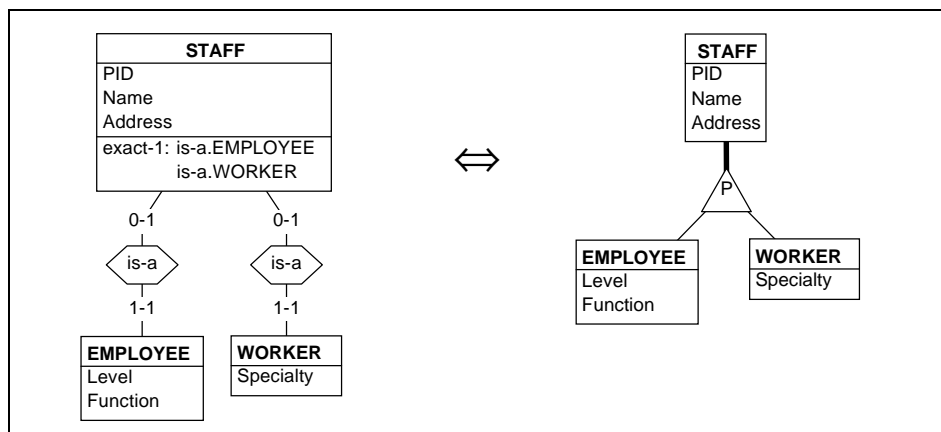 STAFF
PID
Name
Address
exact-1: is-a.EMPLOYEE
is-a.WORKER
0-1
0-1
is-a
is-a
1-1
1-1
EMPLOYEE
Level
Function
WORKER
Specialty
⇔
STAFF
PID
Name
Address
P
EMPLOYEE
Level
Function
WORKER
Specialty